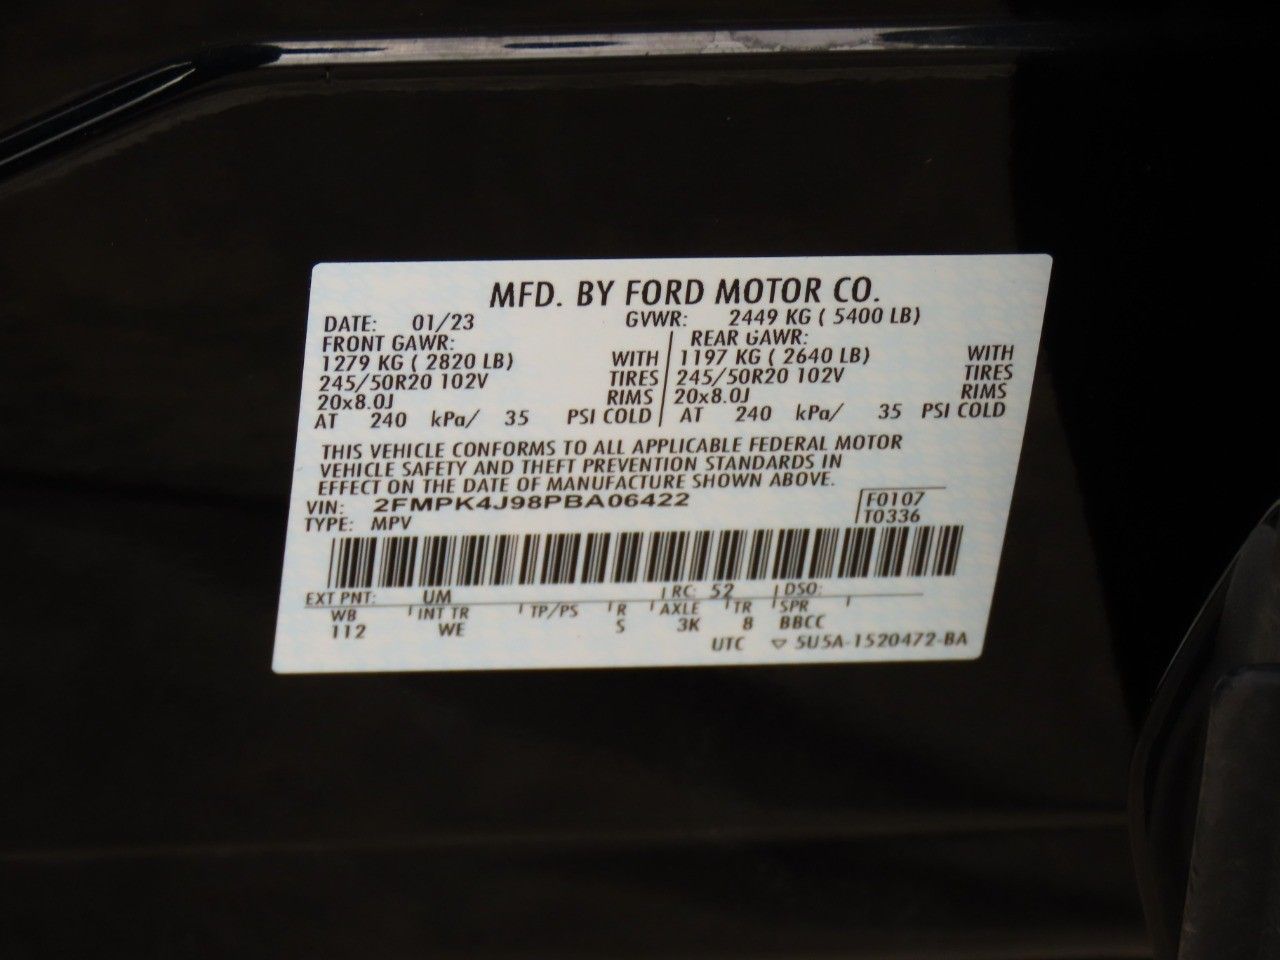 MFD. BY FORD MOTOR CO.
DATE: 01/23 GVWR: 2449 KG ( 5400 LB)
FRONT GAWR: REAR GAWR:
1279 KG ( 2820 LB) WITH 1197 KG ( 2640 LB) WITH
245/50R20 102V TIRES 245/50R20 102V TIRES
20x8.0J RIMS 20x8.0J RIMS
AT 240 kPa/ 35 PSI COLD AT 240 kPa/ 35 PSI COLD
THIS VEHICLE CONFORMS TO ALL APPLICABLE FEDERAL MOTOR
VEHICLE SAFETY AND THEFT PREVENTION STANDARDS IN
EFFECT ON THE DATE OF MANUFACTURE SHOWN ABOVE.
VIN: 2FMPK4J98PBA06422 F0107
TYPE: MPV T0336
EXT PNT: UM RC: 52 DSO:
WB INT TR TP/PS R AXLE TR SPR
112 WE S 3K 8 BBCC
UTC ▽ 5U5A-1520472-BA